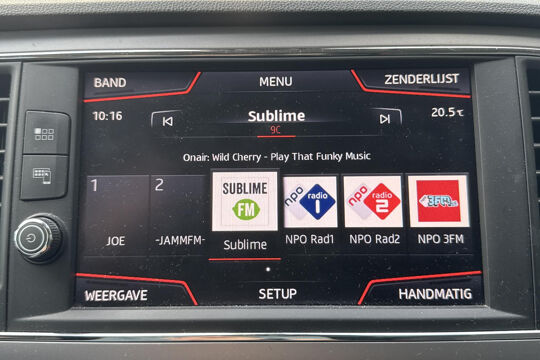 BAND
MENU
ZENDERLIJST
10:16
Sublime
20.5°C
9C
Onair: Wild Cherry - Play That Funky Music
1
2
SUBLIME
FM
npo
radio
1
npo
radio
2
3FM
JOE
-JAMMFM-
Sublime
NPO Rad1
NPO Rad2
NPO 3FM
WEERGAVE
SETUP
HANDMATIG